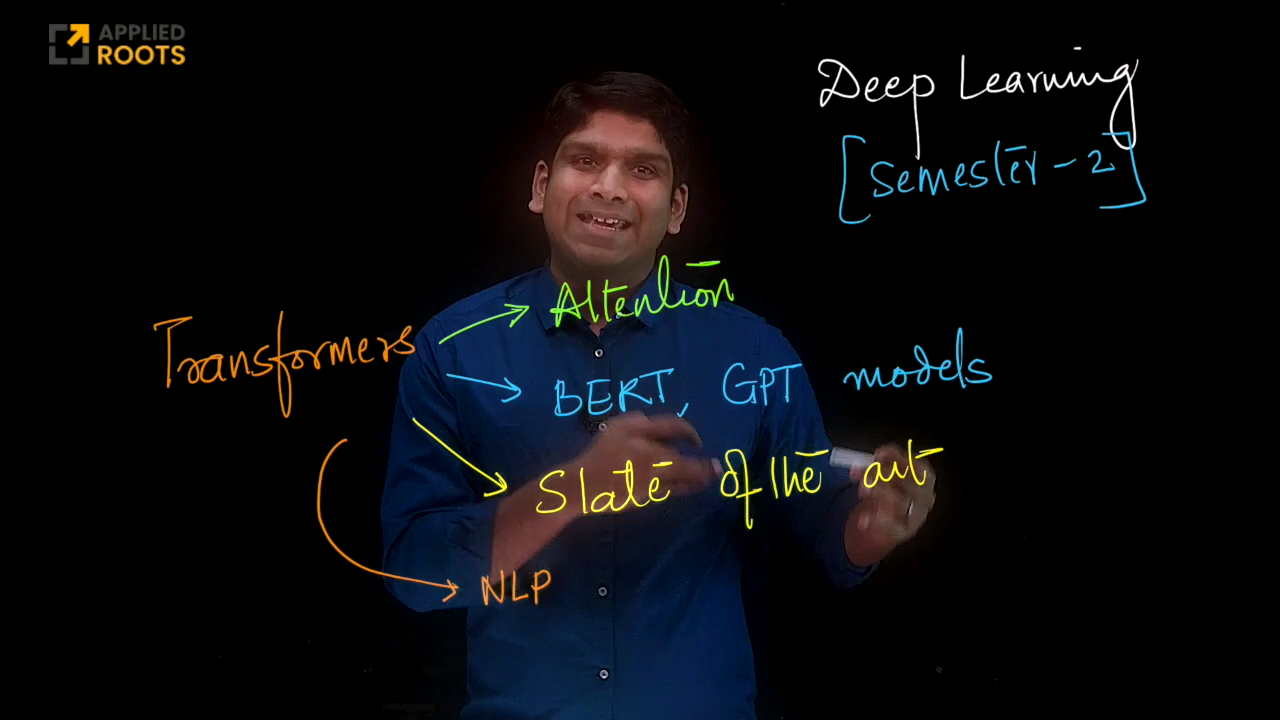 APPLIED
ROOTS
Deep Learning
[Semester - 2]
Transformers
Attention
BERT, GPT models
State of the art
NLP